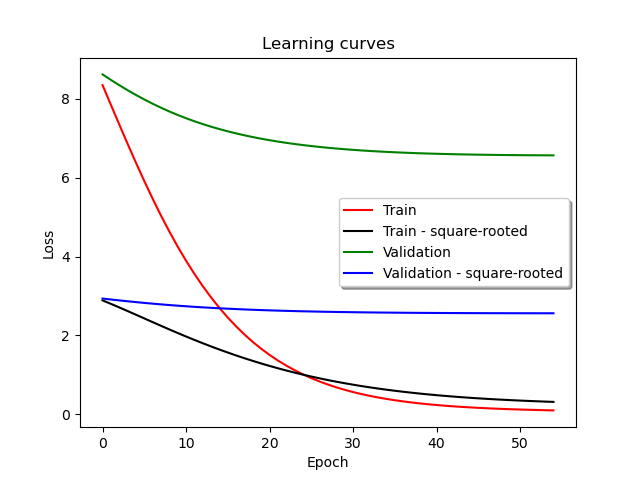 Learning curves
8
6
4
2
0
Loss
Train
Train - square-rooted
Validation
Validation - square-rooted
0 10 20 30 40 50
Epoch